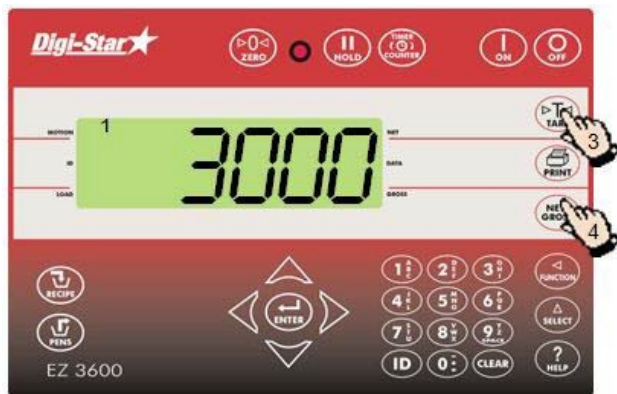 Digi-Star
▷0◁ ZERO
HOLD
TIMER COUNTER
ON
OFF
1
3000
MOTION
ID
LOAD
NET
DATA
GROSS
▷T◁ TARE
3
PRINT
NET GROSS
4
RECIPE
PENS
ENTER
1 A B C
2 D E F
3 G H I
4 J K L
5 M N O
6 P Q R
7 S T U
8 V W X
9 Y Z SPACE
ID
0
CLEAR
FUNCTION
SELECT
? HELP
EZ 3600